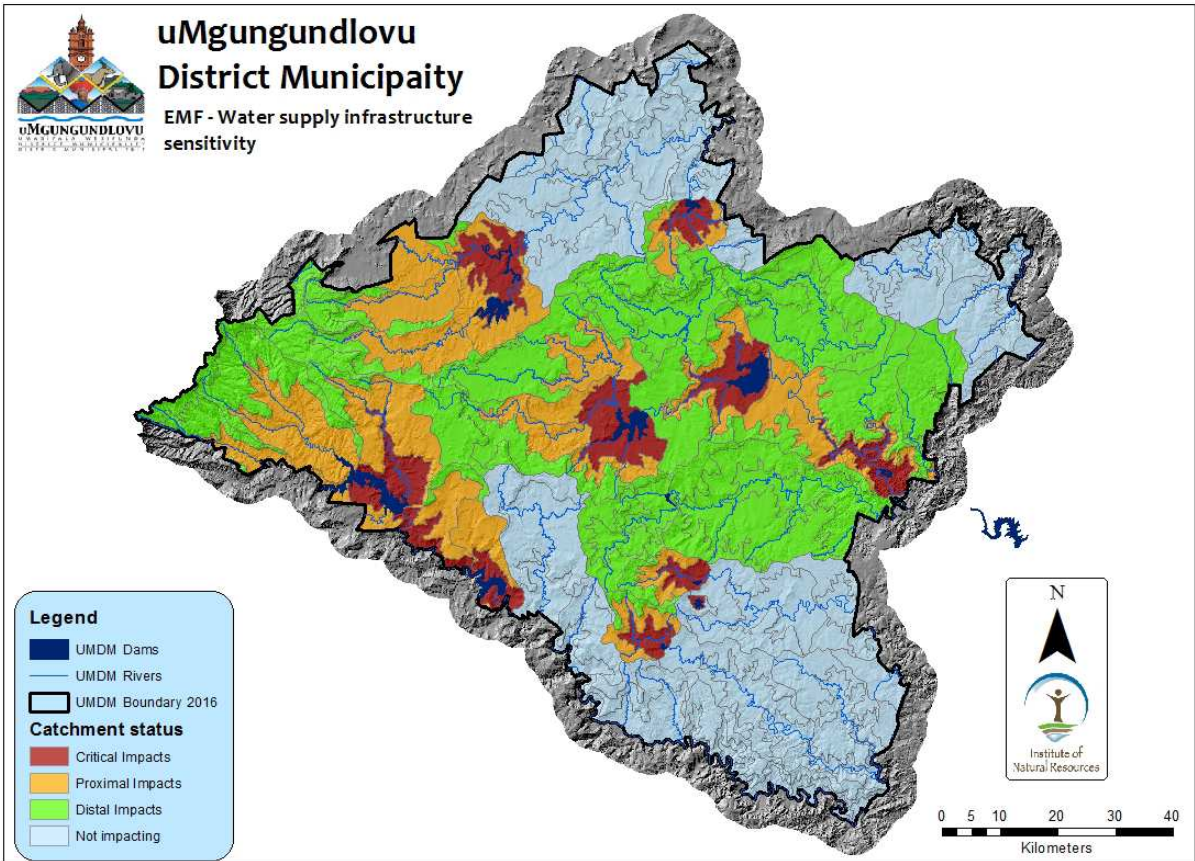 uMgungundlovu
District Municipaity
EMF - Water supply infrastructure
sensitivity
uMGUNGUNDLOVU
Legend
UMDM Dams
UMDM Rivers
UMDM Boundary 2016
Catchment status
Critical Impacts
Proximal Impacts
Distal Impacts
Not impacting
N
Institute of
Natural Resources
0 5 10 20 30 40
Kilometers